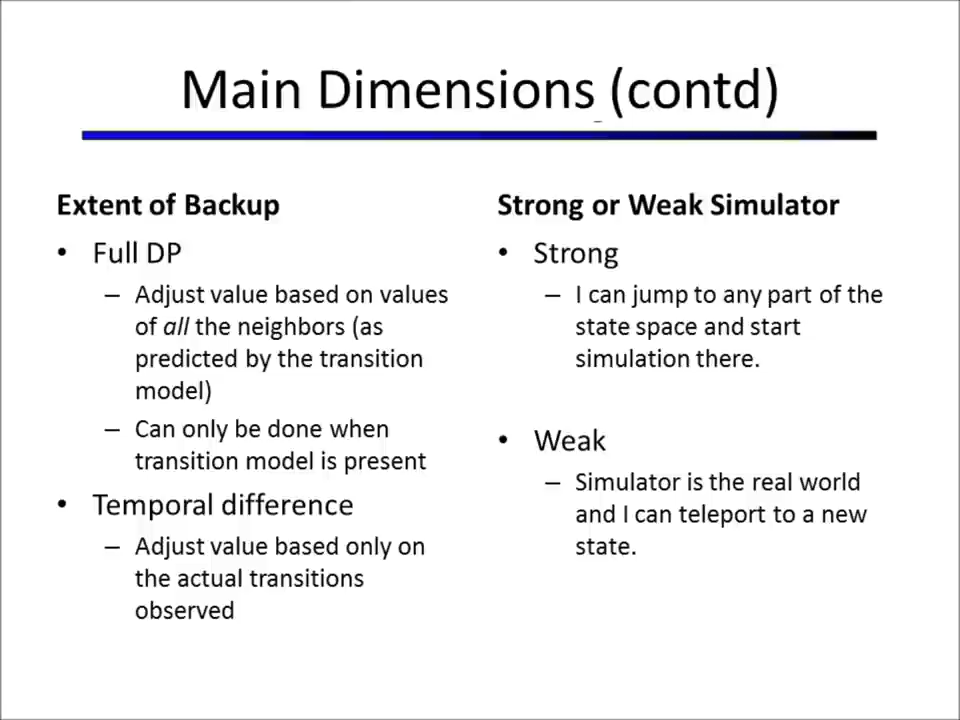 Main Dimensions (contd)
Extent of Backup
• Full DP
– Adjust value based on values
of all the neighbors (as
predicted by the transition
model)
– Can only be done when
transition model is present
• Temporal difference
– Adjust value based only on
the actual transitions
observed
Strong or Weak Simulator
• Strong
– I can jump to any part of the
state space and start
simulation there.
• Weak
– Simulator is the real world
and I can teleport to a new
state.